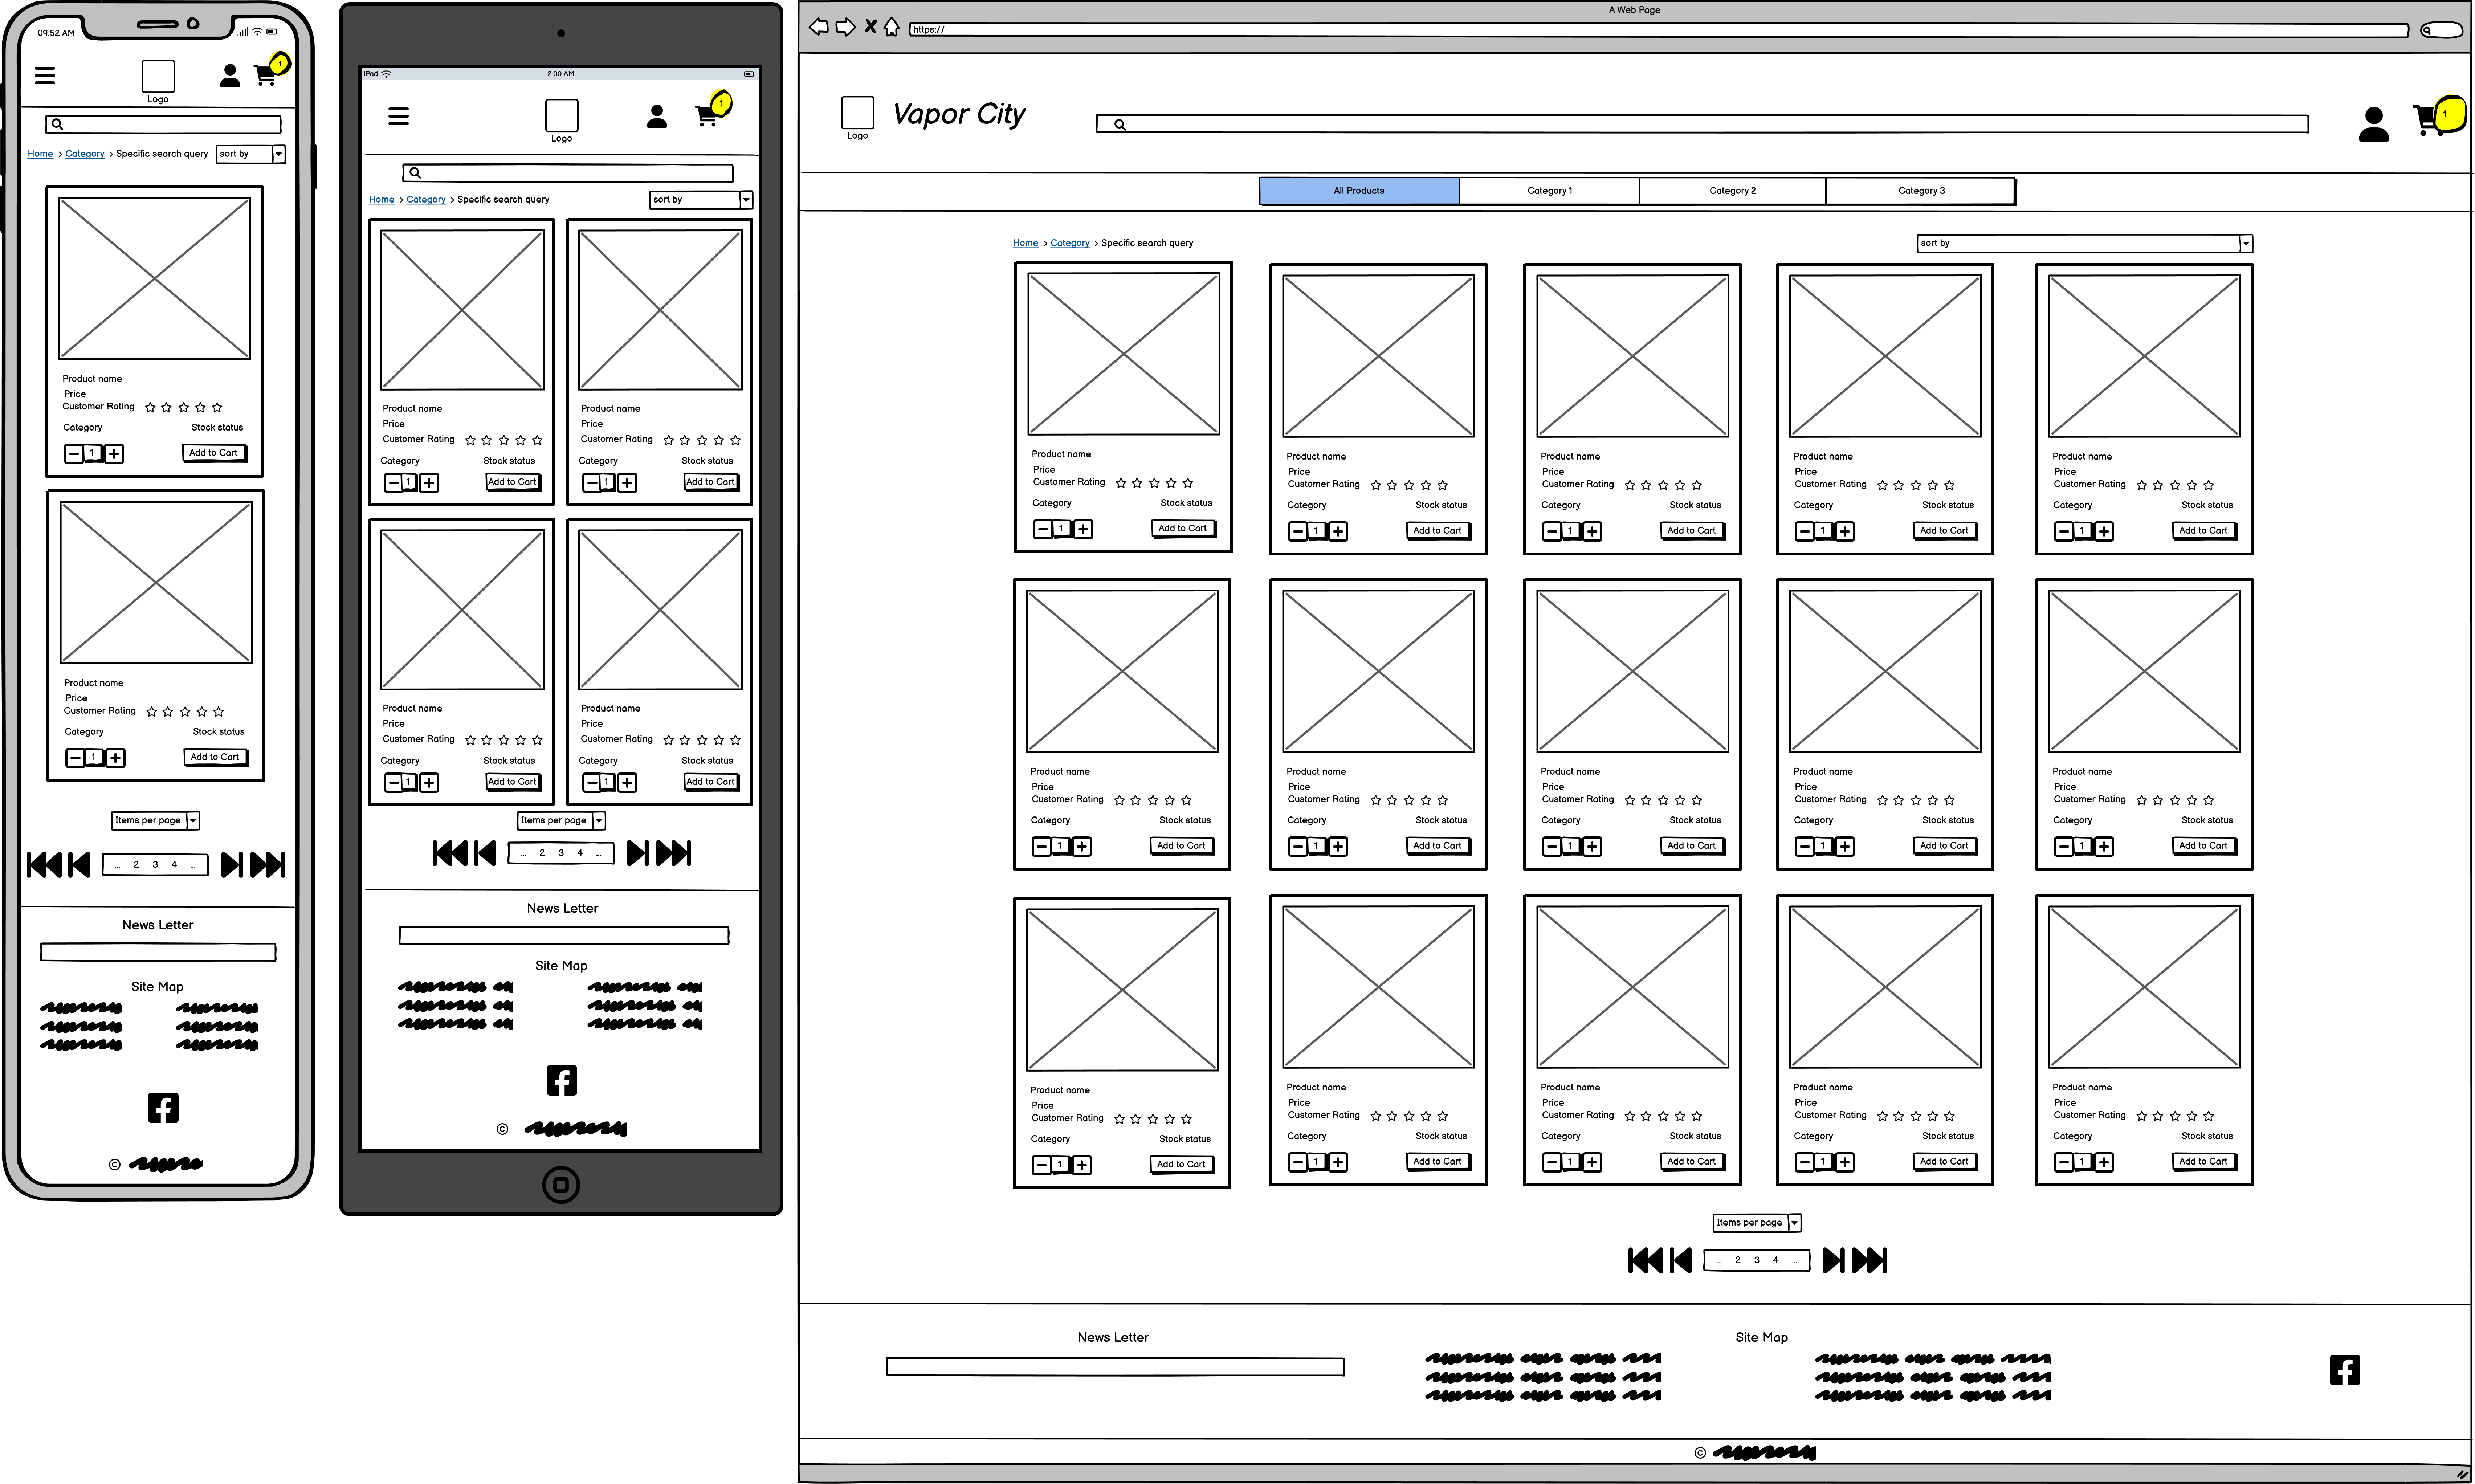 09:52 AM
1
Logo
Home > Category > Specific search query sort by
Product name
Price
Customer Rating
Category Stock status
1 Add to Cart
Product name
Price
Customer Rating
Category Stock status
1 Add to Cart
Items per page
... 2 3 4 ...
News Letter
Site Map
©
iPad 2:00 AM
1
Logo
Home > Category > Specific search query sort by
Product name Product name
Price Price
Customer Rating Customer Rating
Category Stock status Category Stock status
1 Add to Cart 1 Add to Cart
Product name Product name
Price Price
Customer Rating Customer Rating
Category Stock status Category Stock status
1 Add to Cart 1 Add to Cart
Items per page
... 2 3 4 ...
News Letter
Site Map
©
A Web Page
https://
Logo Vapor City 1
All Products Category 1 Category 2 Category 3
Home > Category > Specific search query sort by
Product name Product name Product name Product name Product name
Price Price Price Price Price
Customer Rating Customer Rating Customer Rating Customer Rating Customer Rating
Category Stock status Category Stock status Category Stock status Category Stock status Category Stock status
1 Add to Cart 1 Add to Cart 1 Add to Cart 1 Add to Cart 1 Add to Cart
Product name Product name Product name Product name Product name
Price Price Price Price Price
Customer Rating Customer Rating Customer Rating Customer Rating Customer Rating
Category Stock status Category Stock status Category Stock status Category Stock status Category Stock status
1 Add to Cart 1 Add to Cart 1 Add to Cart 1 Add to Cart 1 Add to Cart
Product name Product name Product name Product name Product name
Price Price Price Price Price
Customer Rating Customer Rating Customer Rating Customer Rating Customer Rating
Category Stock status Category Stock status Category Stock status Category Stock status Category Stock status
1 Add to Cart 1 Add to Cart 1 Add to Cart 1 Add to Cart 1 Add to Cart
Items per page
... 2 3 4 ...
News Letter Site Map
©